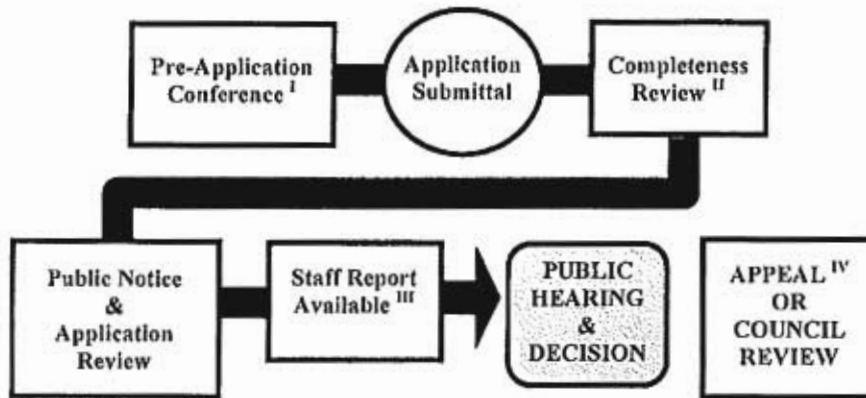 Pre-Application
Conference I
Application
Submittal
Completeness
Review II
Public Notice
&
Application
Review
Staff Report
Available III
PUBLIC
HEARING
&
DECISION
APPEAL IV
OR
COUNCIL
REVIEW